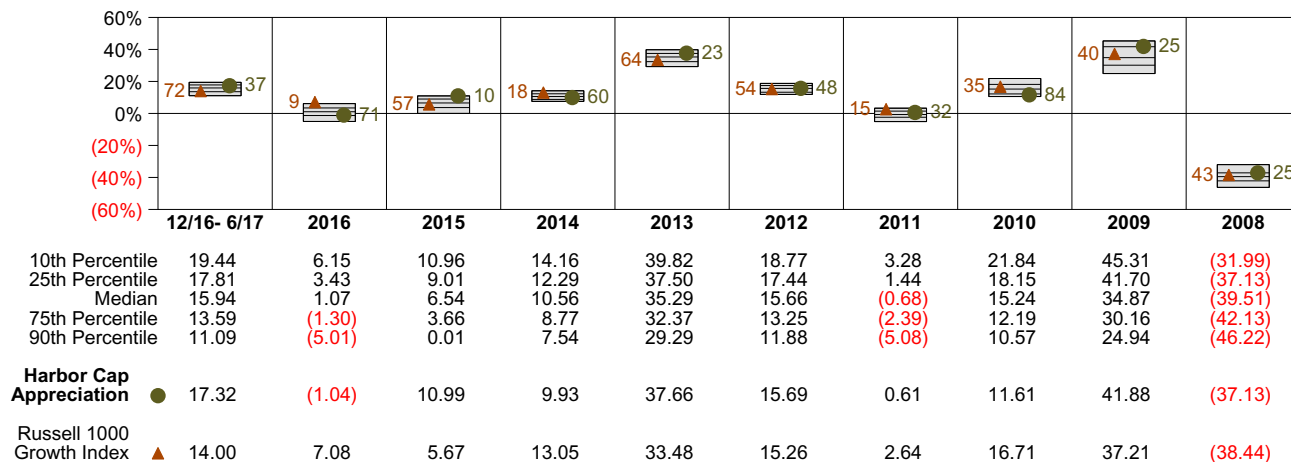 60%
40%
20%
0%
(20%)
(40%)
(60%)
72 37
9 71
57 10
18 60
64 23
54 48
15 32
35 84
40 25
43 25
12/16- 6/17 2016 2015 2014 2013 2012 2011 2010 2009 2008
10th Percentile 19.44 6.15 10.96 14.16 39.82 18.77 3.28 21.84 45.31 (31.99)
25th Percentile 17.81 3.43 9.01 12.29 37.50 17.44 1.44 18.15 41.70 (37.13)
Median 15.94 1.07 6.54 10.56 35.29 15.66 (0.68) 15.24 34.87 (39.51)
75th Percentile 13.59 (1.30) 3.66 8.77 32.37 13.25 (2.39) 12.19 30.16 (42.13)
90th Percentile 11.09 (5.01) 0.01 7.54 29.29 11.88 (5.08) 10.57 24.94 (46.22)
Harbor Cap
Appreciation 17.32 (1.04) 10.99 9.93 37.66 15.69 0.61 11.61 41.88 (37.13)
Russell 1000
Growth Index 14.00 7.08 5.67 13.05 33.48 15.26 2.64 16.71 37.21 (38.44)